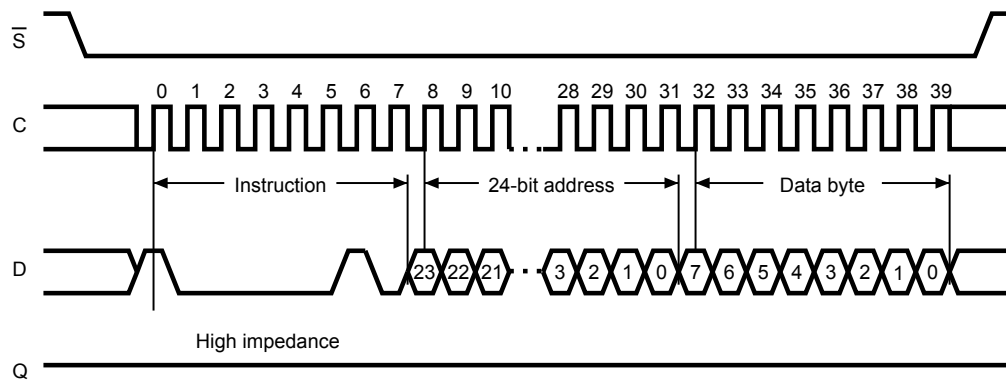 S
0 1 2 3 4 5 6 7 8 9 10 28 29 30 31 32 33 34 35 36 37 38 39
C
Instruction 24-bit address Data byte
D
23 22 21 3 2 1 0 7 6 5 4 3 2 1 0
High impedance
Q